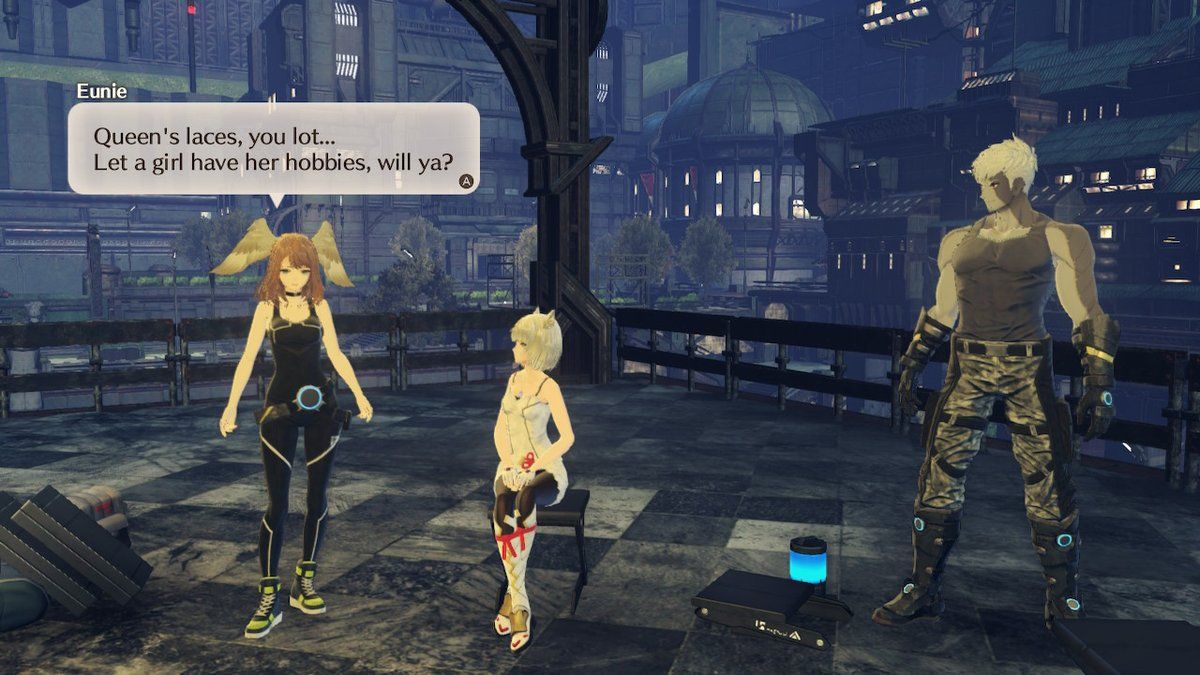 Eunie
Queen's laces, you lot...
Let a girl have her hobbies, will ya?
A